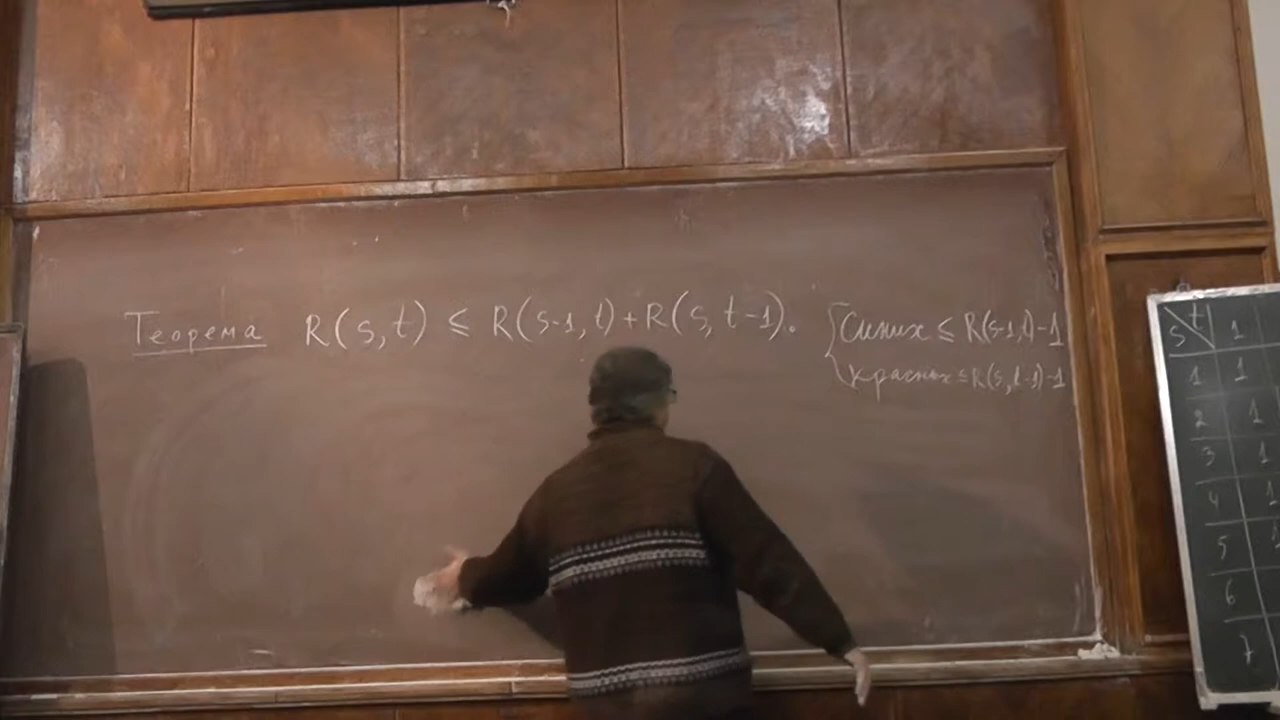 Теорема R(s,t) ≤ R(s-1,t)+R(s,t-1).
{ Синих ≤ R(s-1,t)-1
красных ≤ R(s,t-1)-1
s t 1
1 1
2 1
3 1
4 1
5
6
7